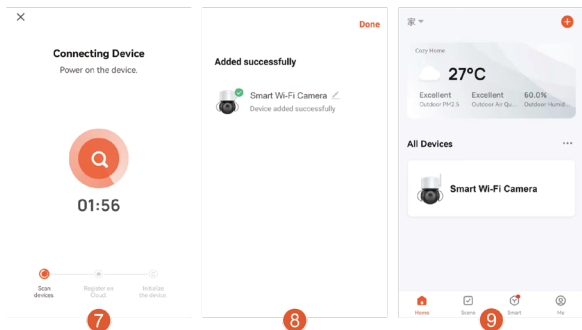 Connecting Device
Power on the device.
01:56
Scan
devices
Register on
Cloud
Initialize
the device
7
Done
Added successfully
Smart Wi-Fi Camera
Device added successfully
8
家
Cozy Home
27°C
Excellent
Outdoor PM2.5
Excellent
Outdoor Air Qu...
60.0%
Outdoor Humid...
All Devices
Smart Wi-Fi Camera
Home
Scene
Smart
Me
9